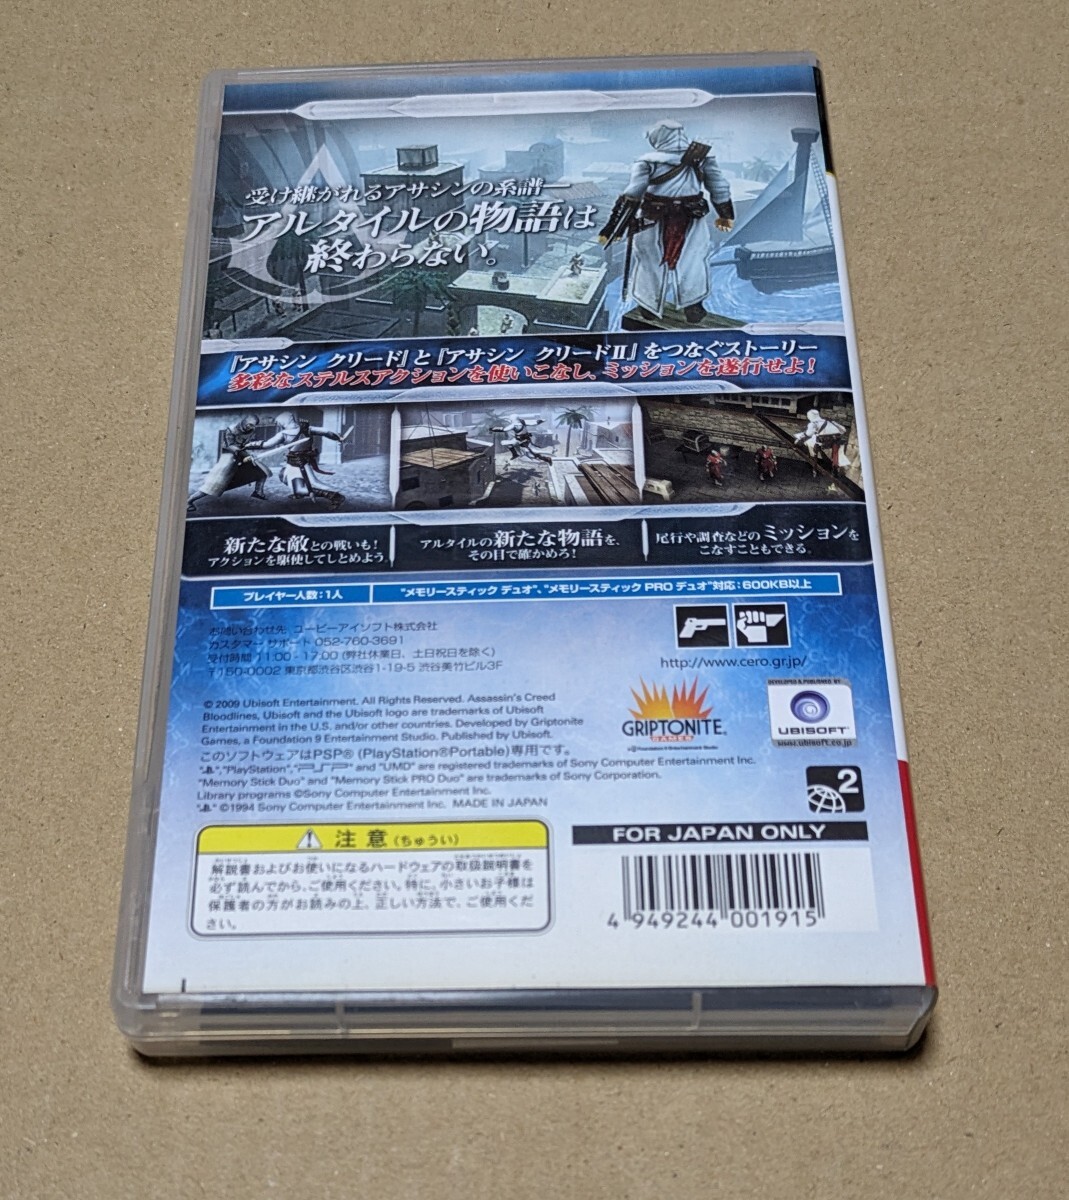 受け継がれるアサシンの系譜―
アルタイルの物語は
終わらない。
『アサシン クリード』と『アサシン クリードII』をつなぐストーリー
多彩なステルスアクションを使いこなし、ミッションを遂行せよ!
新たな敵との戦いも!
アクションを駆使してしとめよう
アルタイルの新たな物語を、
その目で確かめろ!
尾行や調査などのミッションを
こなすこともできる。
プレイヤー人数:1人
"メモリースティック デュオ"、"メモリースティック PRO デュオ"対応:600KB以上
お問い合わせ先 ユービーアイソフト株式会社
カスタマー サポート 052-760-3691
受付時間 11:00 - 17:00 (弊社休業日、土日祝日を除く)
〒150-0002 東京都渋谷区渋谷1-19-5 渋谷美竹ビル3F
http://www.cero.gr.jp/
© 2009 Ubisoft Entertainment. All Rights Reserved. Assassin's Creed
Bloodlines, Ubisoft and the Ubisoft logo are trademarks of Ubisoft
Entertainment in the U.S. and/or other countries. Developed by Griptonite
Games, a Foundation 9 Entertainment Studio. Published by Ubisoft.
このソフトウェアはPSP® (PlayStation®Portable)専用です。
GRIPTONITE
GAMES
A Foundation 9 Entertainment Studio
DEVELOPED & PUBLISHED BY
UBISOFT
www.ubisoft.co.jp
"PlayStation", "PSP" and "UMD" are registered trademarks of Sony Computer Entertainment Inc.
"Memory Stick Duo" and "Memory Stick PRO Duo" are trademarks of Sony Corporation.
Library programs ©Sony Computer Entertainment Inc.
©1994 Sony Computer Entertainment Inc. MADE IN JAPAN
2
注意(ちゅうい)
解説書およびお使いになるハードウェアの取扱説明書を
必ず読んでから、ご使用ください。特に、小さいお子様は
保護者の方がお読みの上、正しい方法で、ご使用くだ
さい。
FOR JAPAN ONLY
4 949244 001915